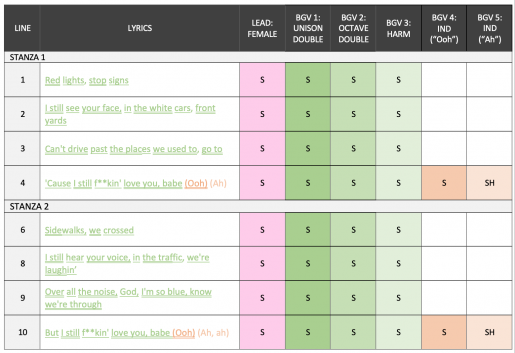 LINE LYRICS LEAD: FEMALE BGV 1: UNISON DOUBLE BGV 2: OCTAVE DOUBLE BGV 3: HARM BGV 4: IND ("Ooh") BGV 5: IND ("Ah")
STANZA 1
1 Red lights, stop signs S S S S
2 I still see your face, in the white cars, front yards S S S S
3 Can't drive past the places we used to, go to S S S S
4 'Cause I still f**kin' love you, babe (Ooh) (Ah) S S S S S SH
STANZA 2
6 Sidewalks, we crossed S S S S
8 I still hear your voice, in the traffic, we're laughin' S S S S
9 Over all the noise, God, I'm so blue, know we're through S S S S
10 But I still f**kin' love you, babe (Ooh) (Ah, ah) S S S S S SH